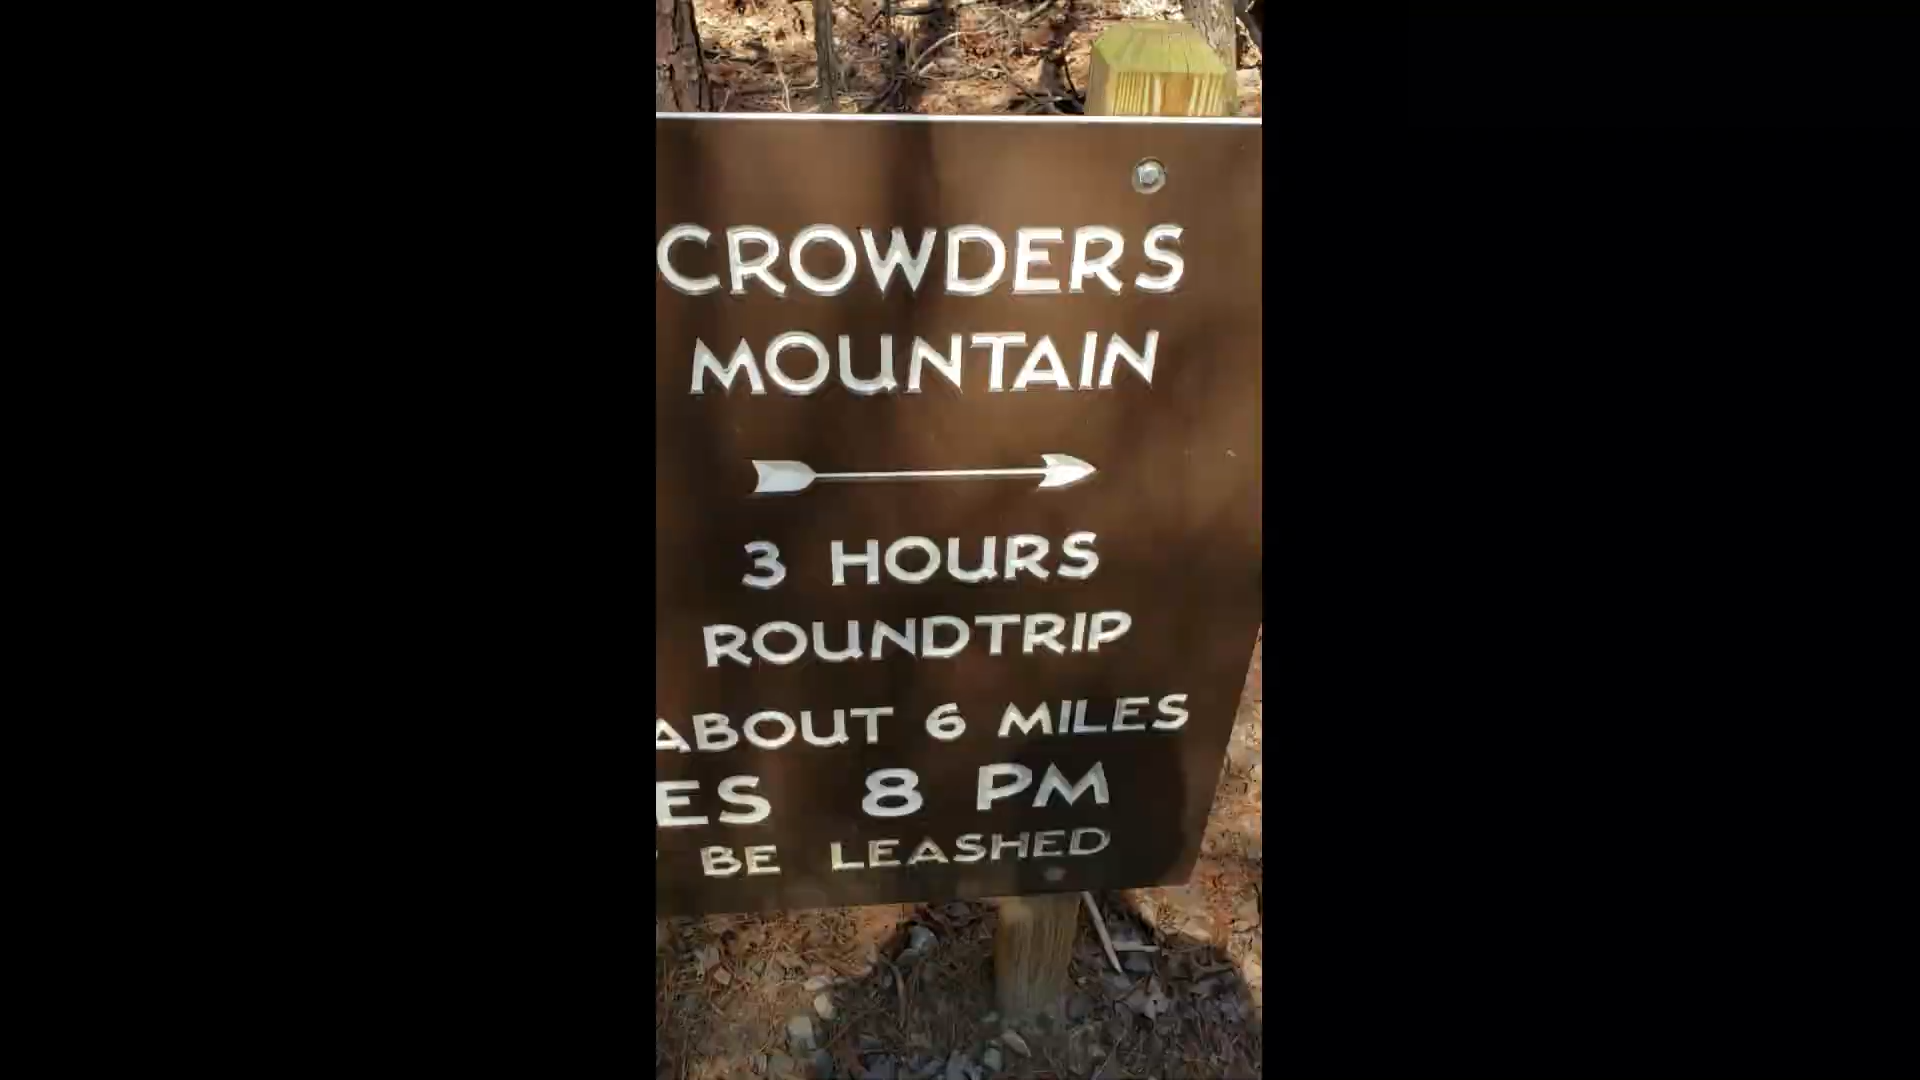 CROWDERS
MOUNTAIN
3 HOURS
ROUNDTRIP
ABOUT 6 MILES
ES 8 PM
BE LEASHED